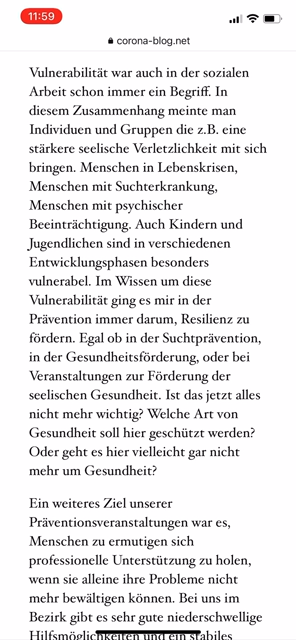 11:59
corona-blog.net
Vulnerabilität war auch in der sozialen
Arbeit schon immer ein Begriff. In
diesem Zusammenhang meinte man
Individuen und Gruppen die z.B. eine
stärkere seelische Verletzlichkeit mit sich
bringen. Menschen in Lebenskrisen,
Menschen mit Suchterkrankung,
Menschen mit psychischer
Beeinträchtigung. Auch Kindern und
Jugendlichen sind in verschiedenen
Entwicklungsphasen besonders
vulnerabel. Im Wissen um diese
Vulnerabilität ging es mir in der
Prävention immer darum, Resilienz zu
fördern. Egal ob in der Suchtprävention,
in der Gesundheitsförderung, oder bei
Veranstaltungen zur Förderung der
seelischen Gesundheit. Ist das jetzt alles
nicht mehr wichtig? Welche Art von
Gesundheit soll hier geschützt werden?
Oder geht es hier vielleicht gar nicht
mehr um Gesundheit?
Ein weiteres Ziel unserer
Präventionsveranstaltungen war es,
Menschen zu ermutigen sich
professionelle Unterstützung zu holen,
wenn sie alleine ihre Probleme nicht
mehr bewältigen können. Bei uns im
Bezirk gibt es sehr gute niederschwellige
Hilfsmöglichkeiten und ein stabiles